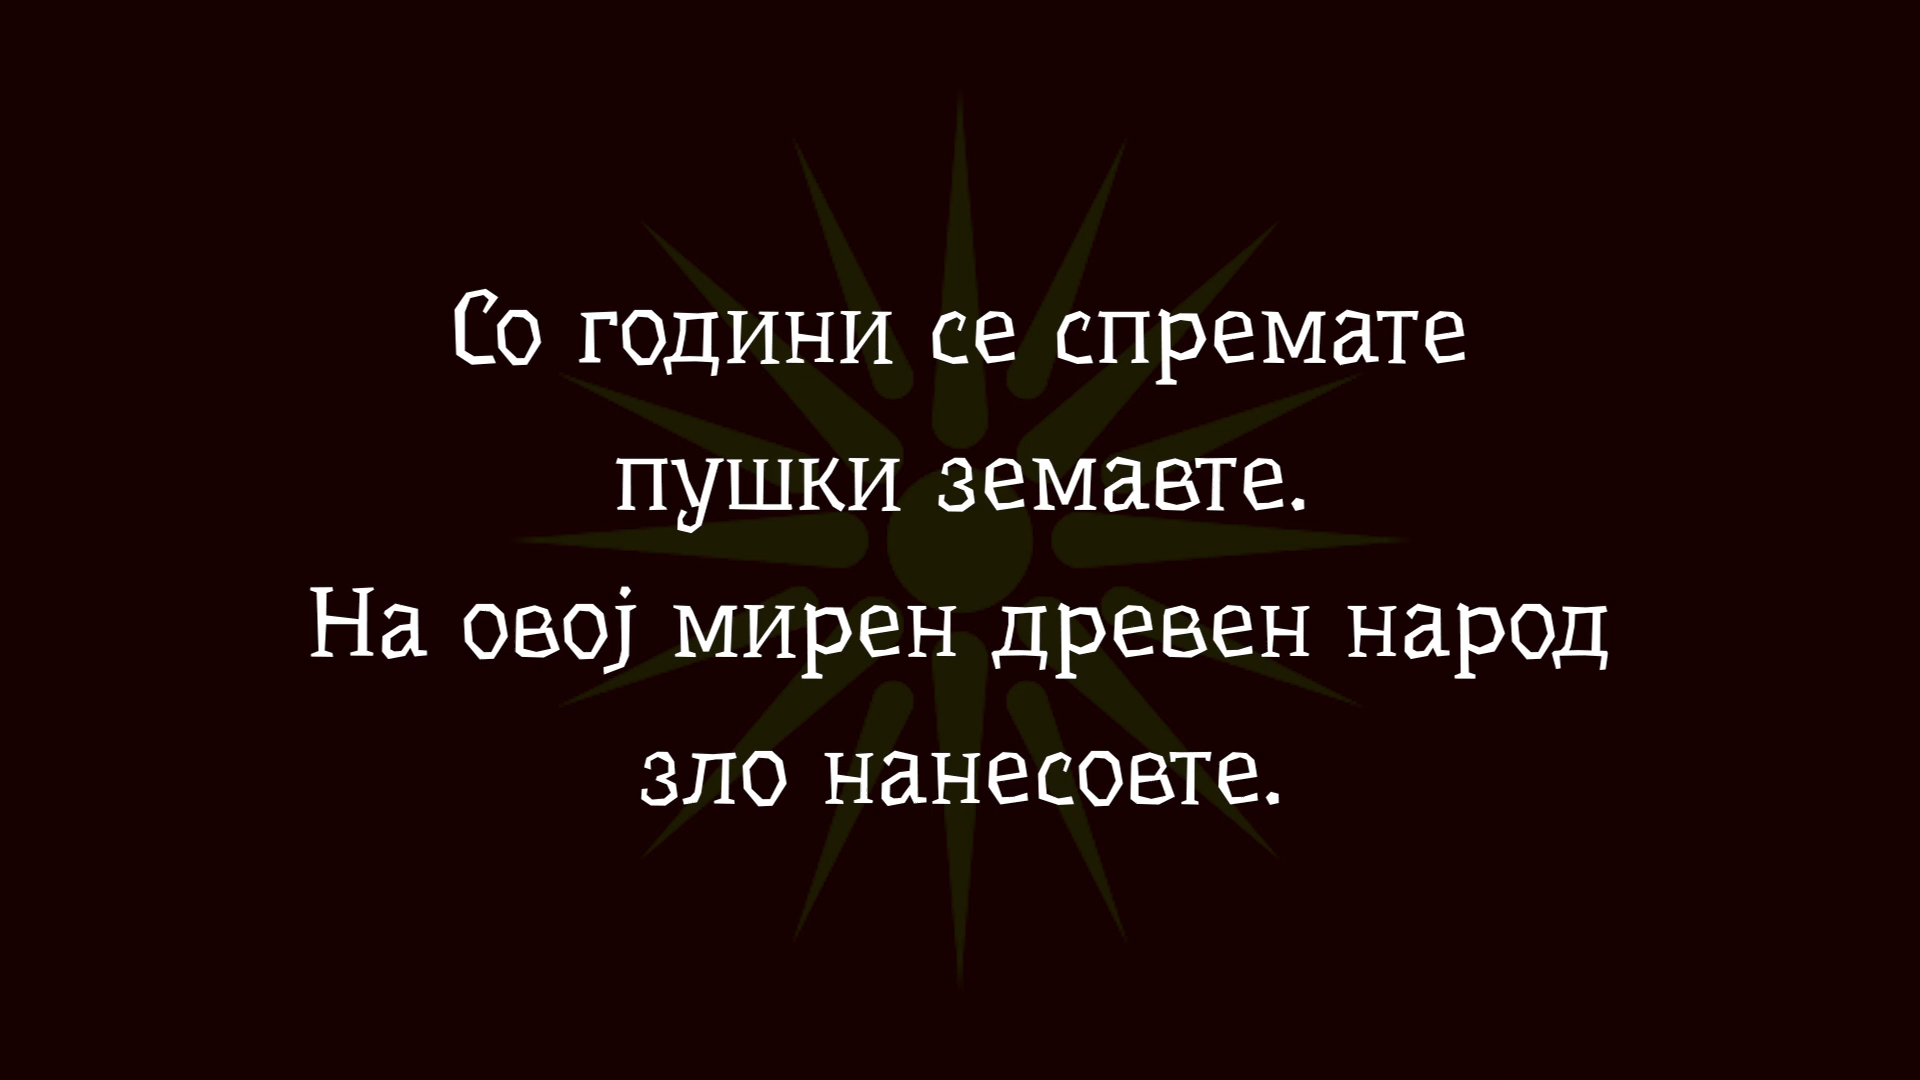 Со години се спремате
пушки земавте.
На овој мирен древен народ
зло нанесовте.